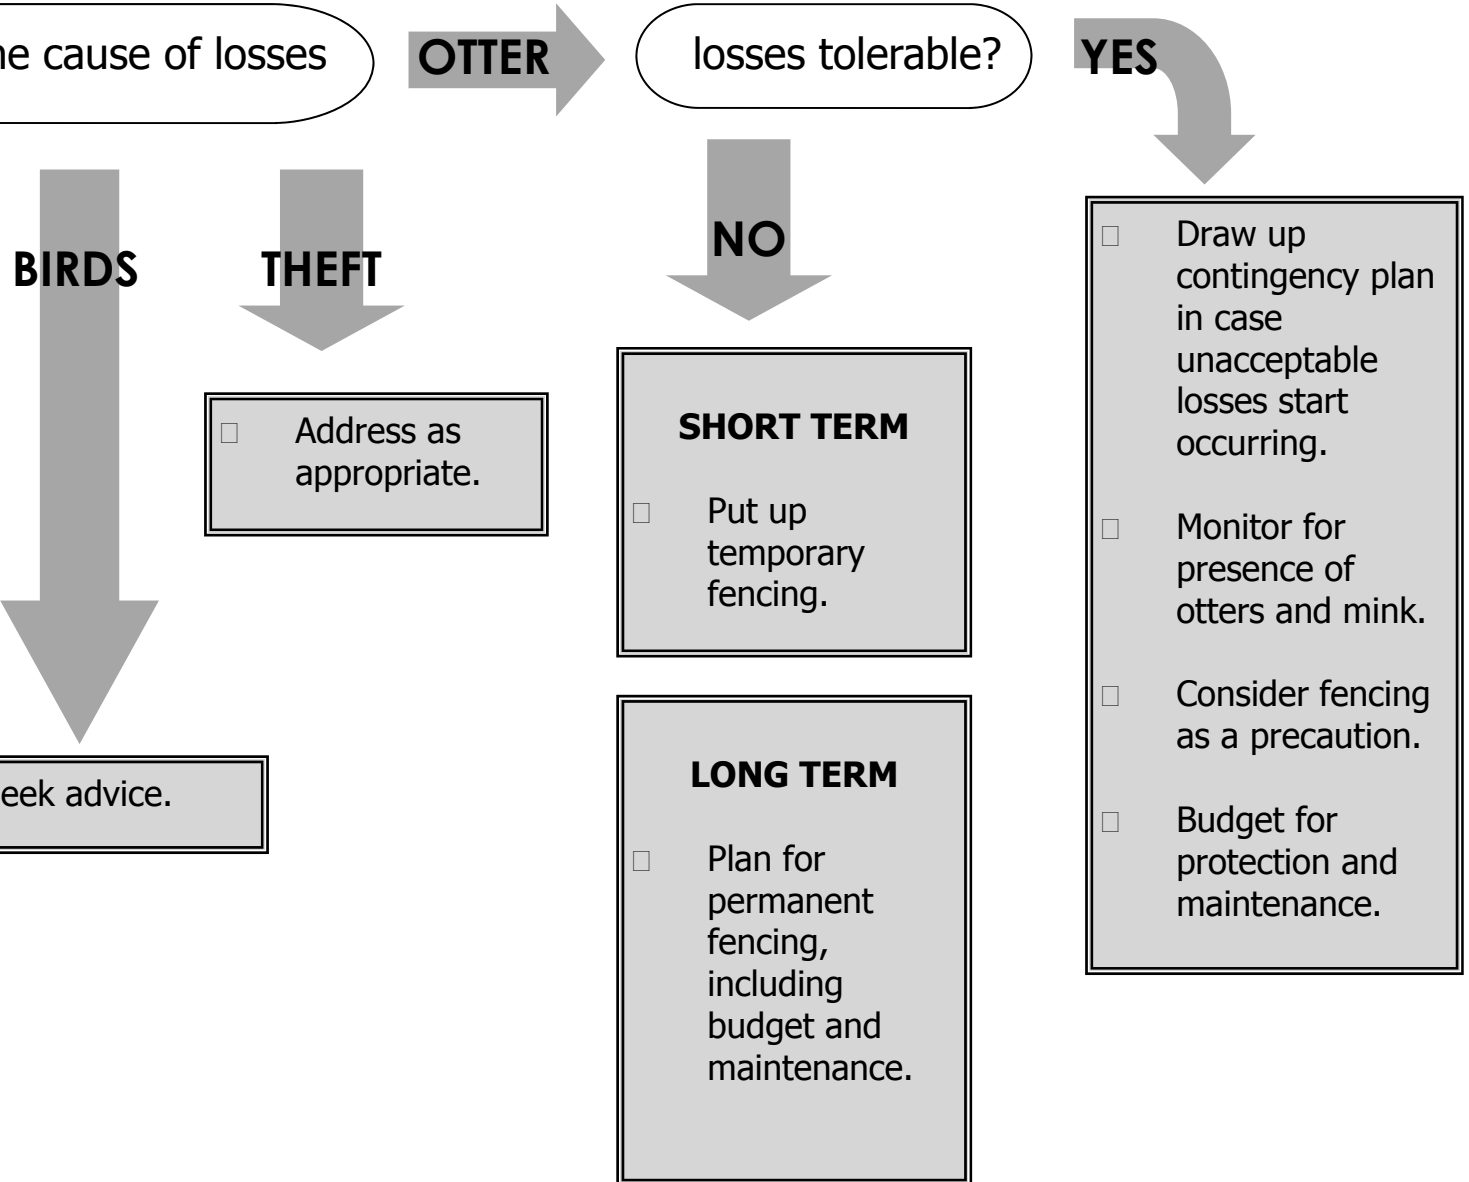 ne cause of losses
OTTER
losses tolerable?
YES
BIRDS
THEFT
NO
Address as
appropriate.
eek advice.
SHORT TERM
Put up
temporary
fencing.
LONG TERM
Plan for
permanent
fencing,
including
budget and
maintenance.
Draw up
contingency plan
in case
unacceptable
losses start
occurring.
Monitor for
presence of
otters and mink.
Consider fencing
as a precaution.
Budget for
protection and
maintenance.